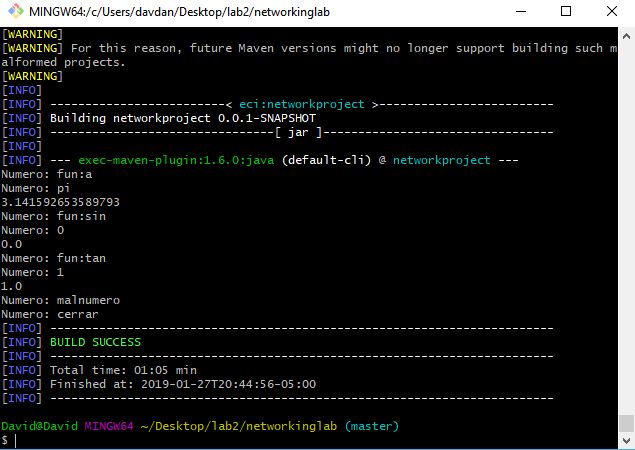 MINGW64:/c/Users/davdan/Desktop/lab2/networkinglab
[WARNING]
[WARNING] For this reason, future Maven versions might no longer support building such m
alformed projects.
[WARNING]
[INFO]
[INFO] ------------------------< eci:networkproject >------------------------
[INFO] Building networkproject 0.0.1-SNAPSHOT
[INFO] --------------------------------[ jar ]---------------------------------
[INFO]
[INFO] --- exec-maven-plugin:1.6.0:java (default-cli) @ networkproject ---
Numero: fun:a
Numero: pi
3.141592653589793
Numero: fun:sin
Numero: 0
0.0
Numero: fun:tan
Numero: 1
1.0
Numero: malnumero
Numero: cerrar
[INFO] ------------------------------------------------------------------------
[INFO] BUILD SUCCESS
[INFO] ------------------------------------------------------------------------
[INFO] Total time: 01:05 min
[INFO] Finished at: 2019-01-27T20:44:56-05:00
[INFO] ------------------------------------------------------------------------
David@David MINGW64 ~/Desktop/lab2/networkinglab (master)
$